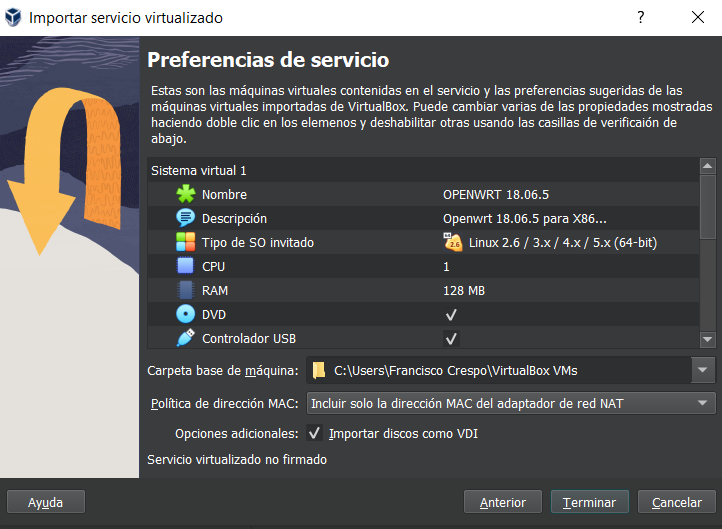 Importar servicio virtualizado
?
Preferencias de servicio
Estas son las máquinas virtuales contenidas en el servicio y las preferencias sugeridas de las
máquinas virtuales importadas de VirtualBox. Puede cambiar varias de las propiedades mostradas
haciendo doble clic en los elemenos y deshabilitar otras usando las casillas de verificaión de
abajo.
Sistema virtual 1
Nombre OPENWRT 18.06.5
Descripción Openwrt 18.06.5 para X86...
Tipo de SO invitado 64 2.6 Linux 2.6 / 3.x / 4.x / 5.x (64-bit)
CPU 1
RAM 128 MB
DVD
Controlador USB
Carpeta base de máquina: C:\Users\Francisco Crespo\VirtualBox VMs
Política de dirección MAC: Incluir solo la dirección MAC del adaptador de red NAT
Opciones adicionales: Importar discos como VDI
Servicio virtualizado no firmado
Ayuda Anterior Terminar Cancelar